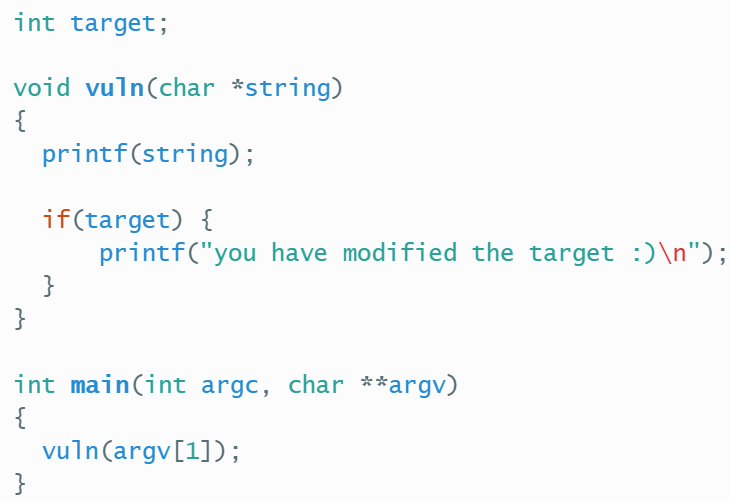 int target;
void vuln(char *string)
{
  printf(string);
  if(target) {
      printf("you have modified the target :)\n");
  }
}
int main(int argc, char **argv)
{
  vuln(argv[1]);
}